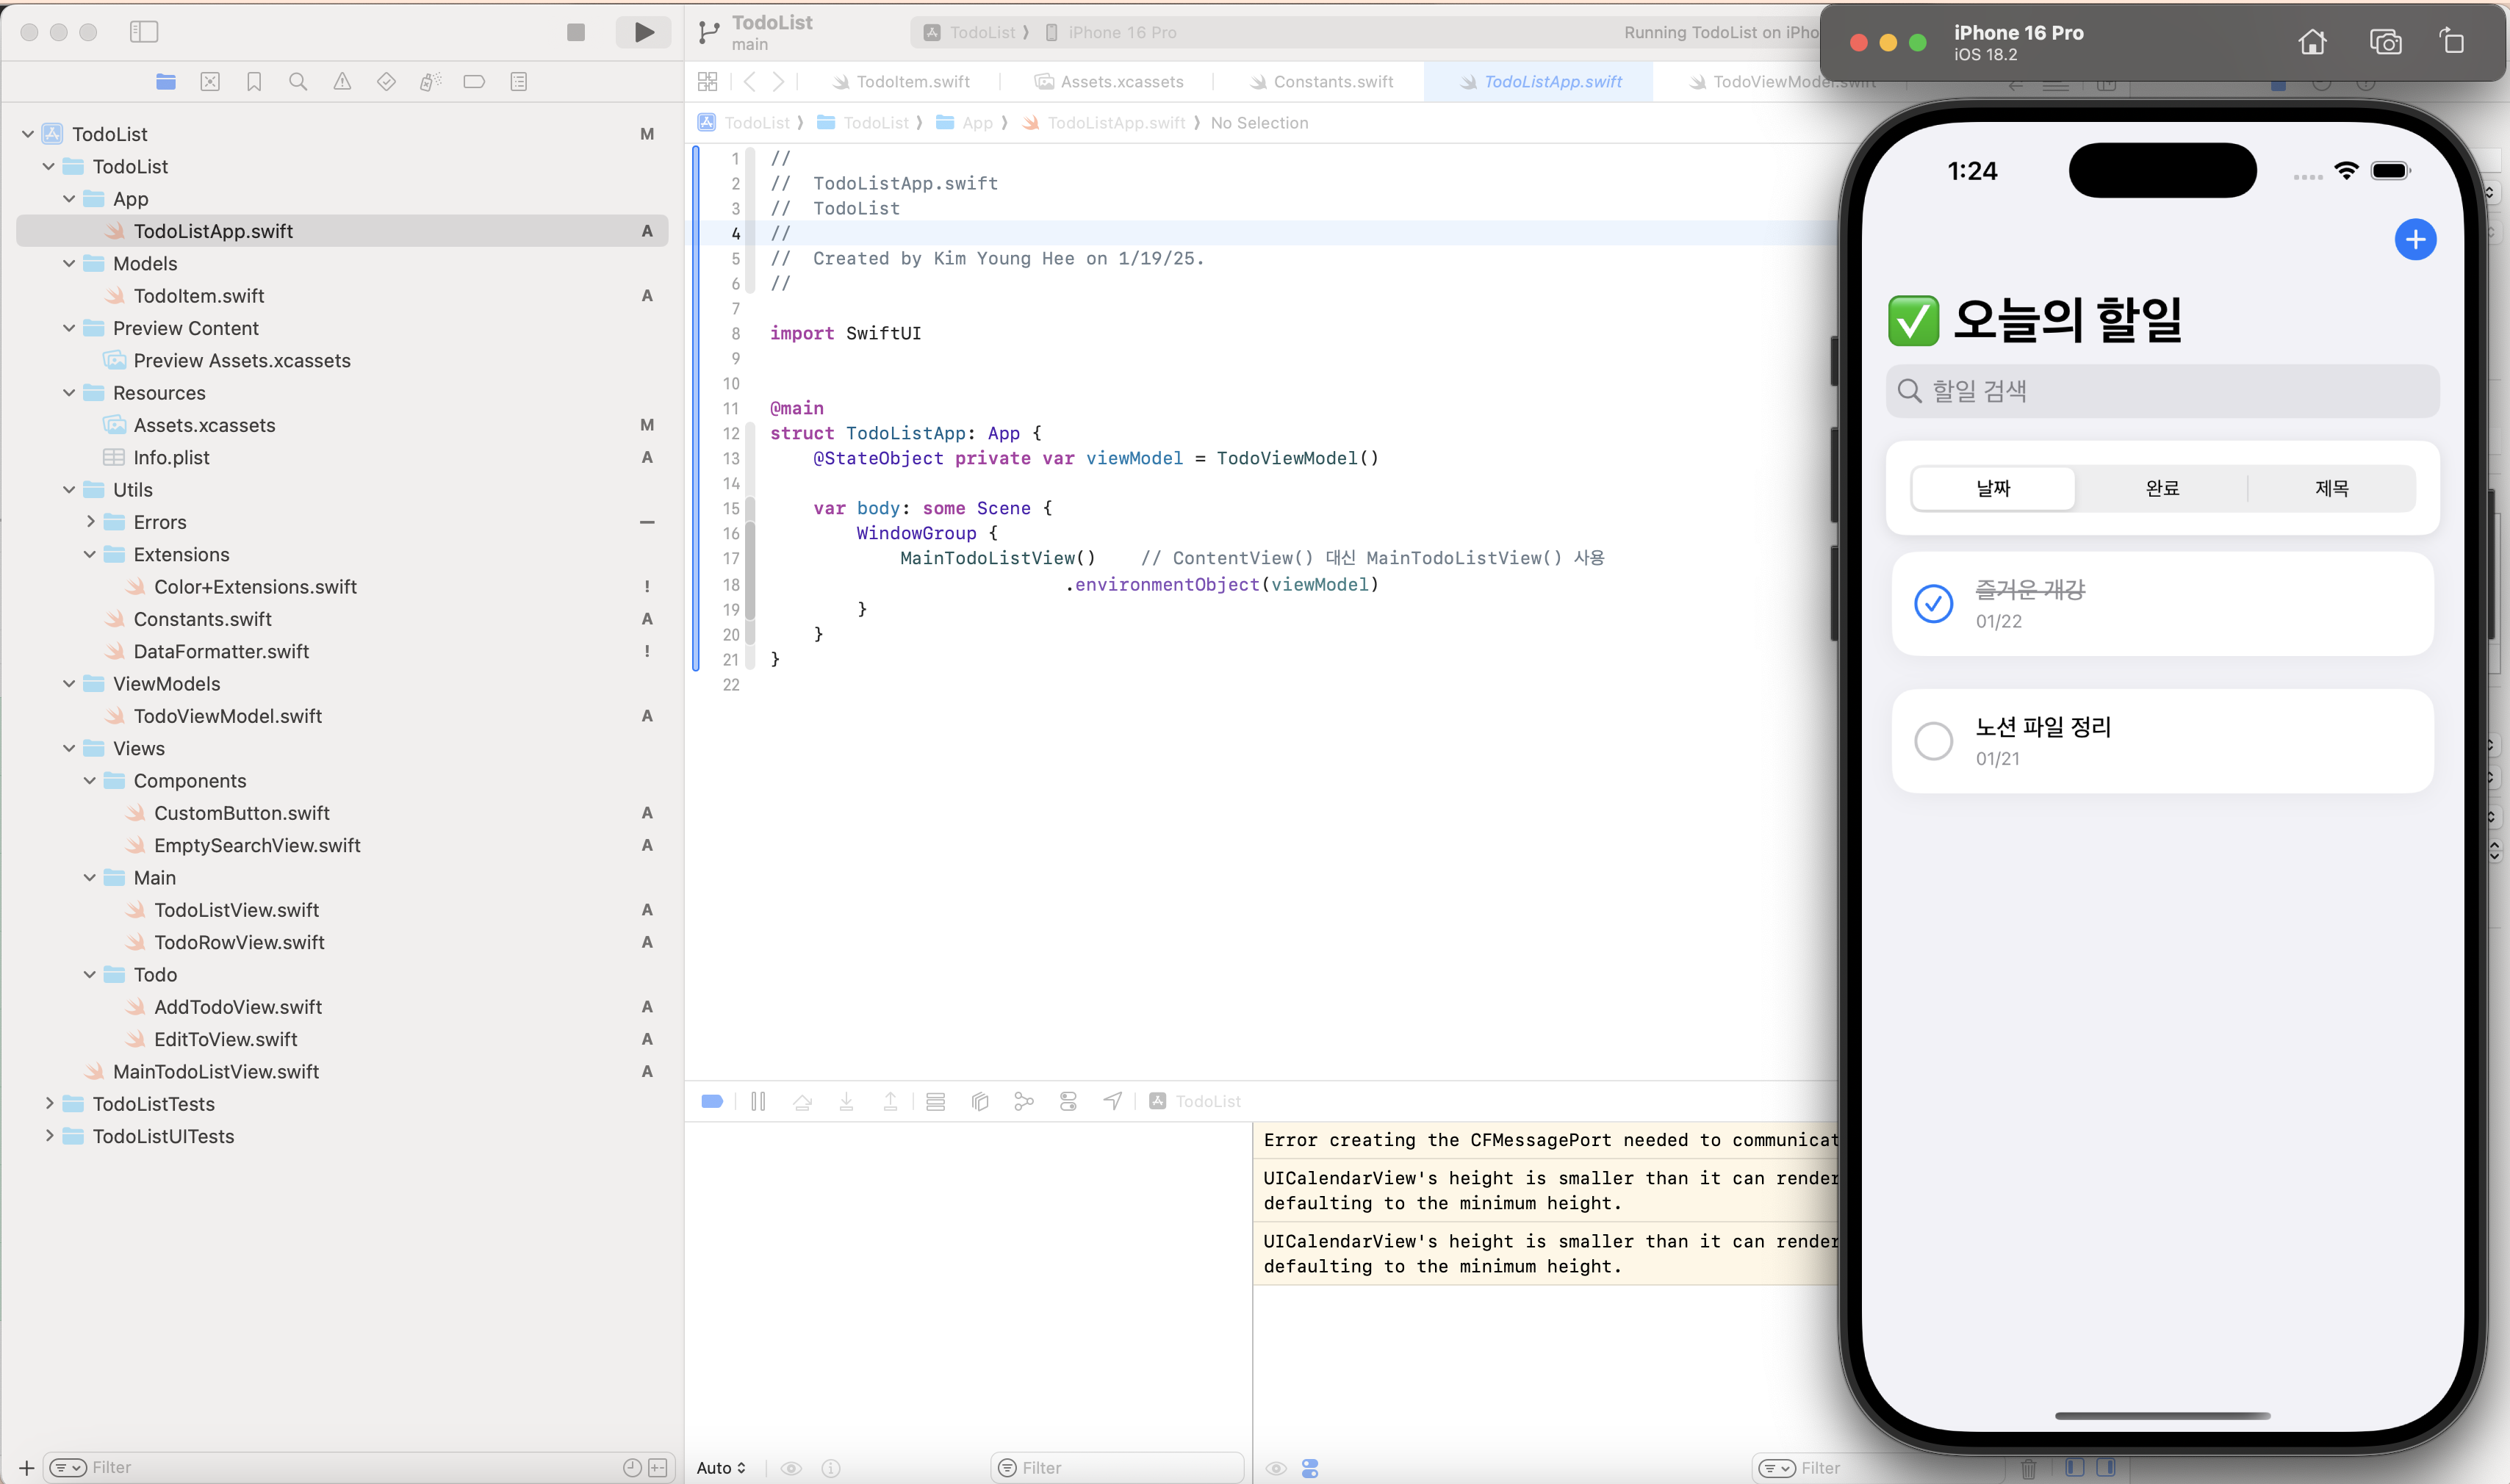 TodoList
main
TodoList
iPhone 16 Pro
Running TodoList on iPho
TodoItem.swift
Assets.xcassets
Constants.swift
TodoListApp.swift
TodoViewModel.swift
TodoList
TodoList
App
TodoListApp.swift
No Selection
TodoList M
TodoList
App
TodoListApp.swift A
Models
TodoItem.swift A
Preview Content
Preview Assets.xcassets
Resources
Assets.xcassets M
Info.plist A
Utils
Errors
Extensions
Color+Extensions.swift !
Constants.swift A
DataFormatter.swift !
ViewModels
TodoViewModel.swift A
Views
Components
CustomButton.swift A
EmptySearchView.swift A
Main
TodoListView.swift A
TodoRowView.swift A
Todo
AddTodoView.swift A
EditToView.swift A
MainTodoListView.swift A
TodoListTests
TodoListUITests
Filter
1 //
2 //  TodoListApp.swift
3 //  TodoList
4 //
5 //  Created by Kim Young Hee on 1/19/25.
6 //
7
8 import SwiftUI
9
10
11 @main
12 struct TodoListApp: App {
13     @StateObject private var viewModel = TodoViewModel()
14
15     var body: some Scene {
16         WindowGroup {
17             MainTodoListView()    // ContentView() 대신 MainTodoListView() 사용
18                            .environmentObject(viewModel)
19         }
20     }
21 }
22
TodoList
Error creating the CFMessagePort needed to communicat
UICalendarView's height is smaller than it can render
defaulting to the minimum height.
UICalendarView's height is smaller than it can render
defaulting to the minimum height.
Auto
Filter
Filter
iPhone 16 Pro
iOS 18.2
1:24
✅ 오늘의 할일
할일 검색
날짜
완료
제목
즐거운 개강
01/22
노션 파일 정리
01/21